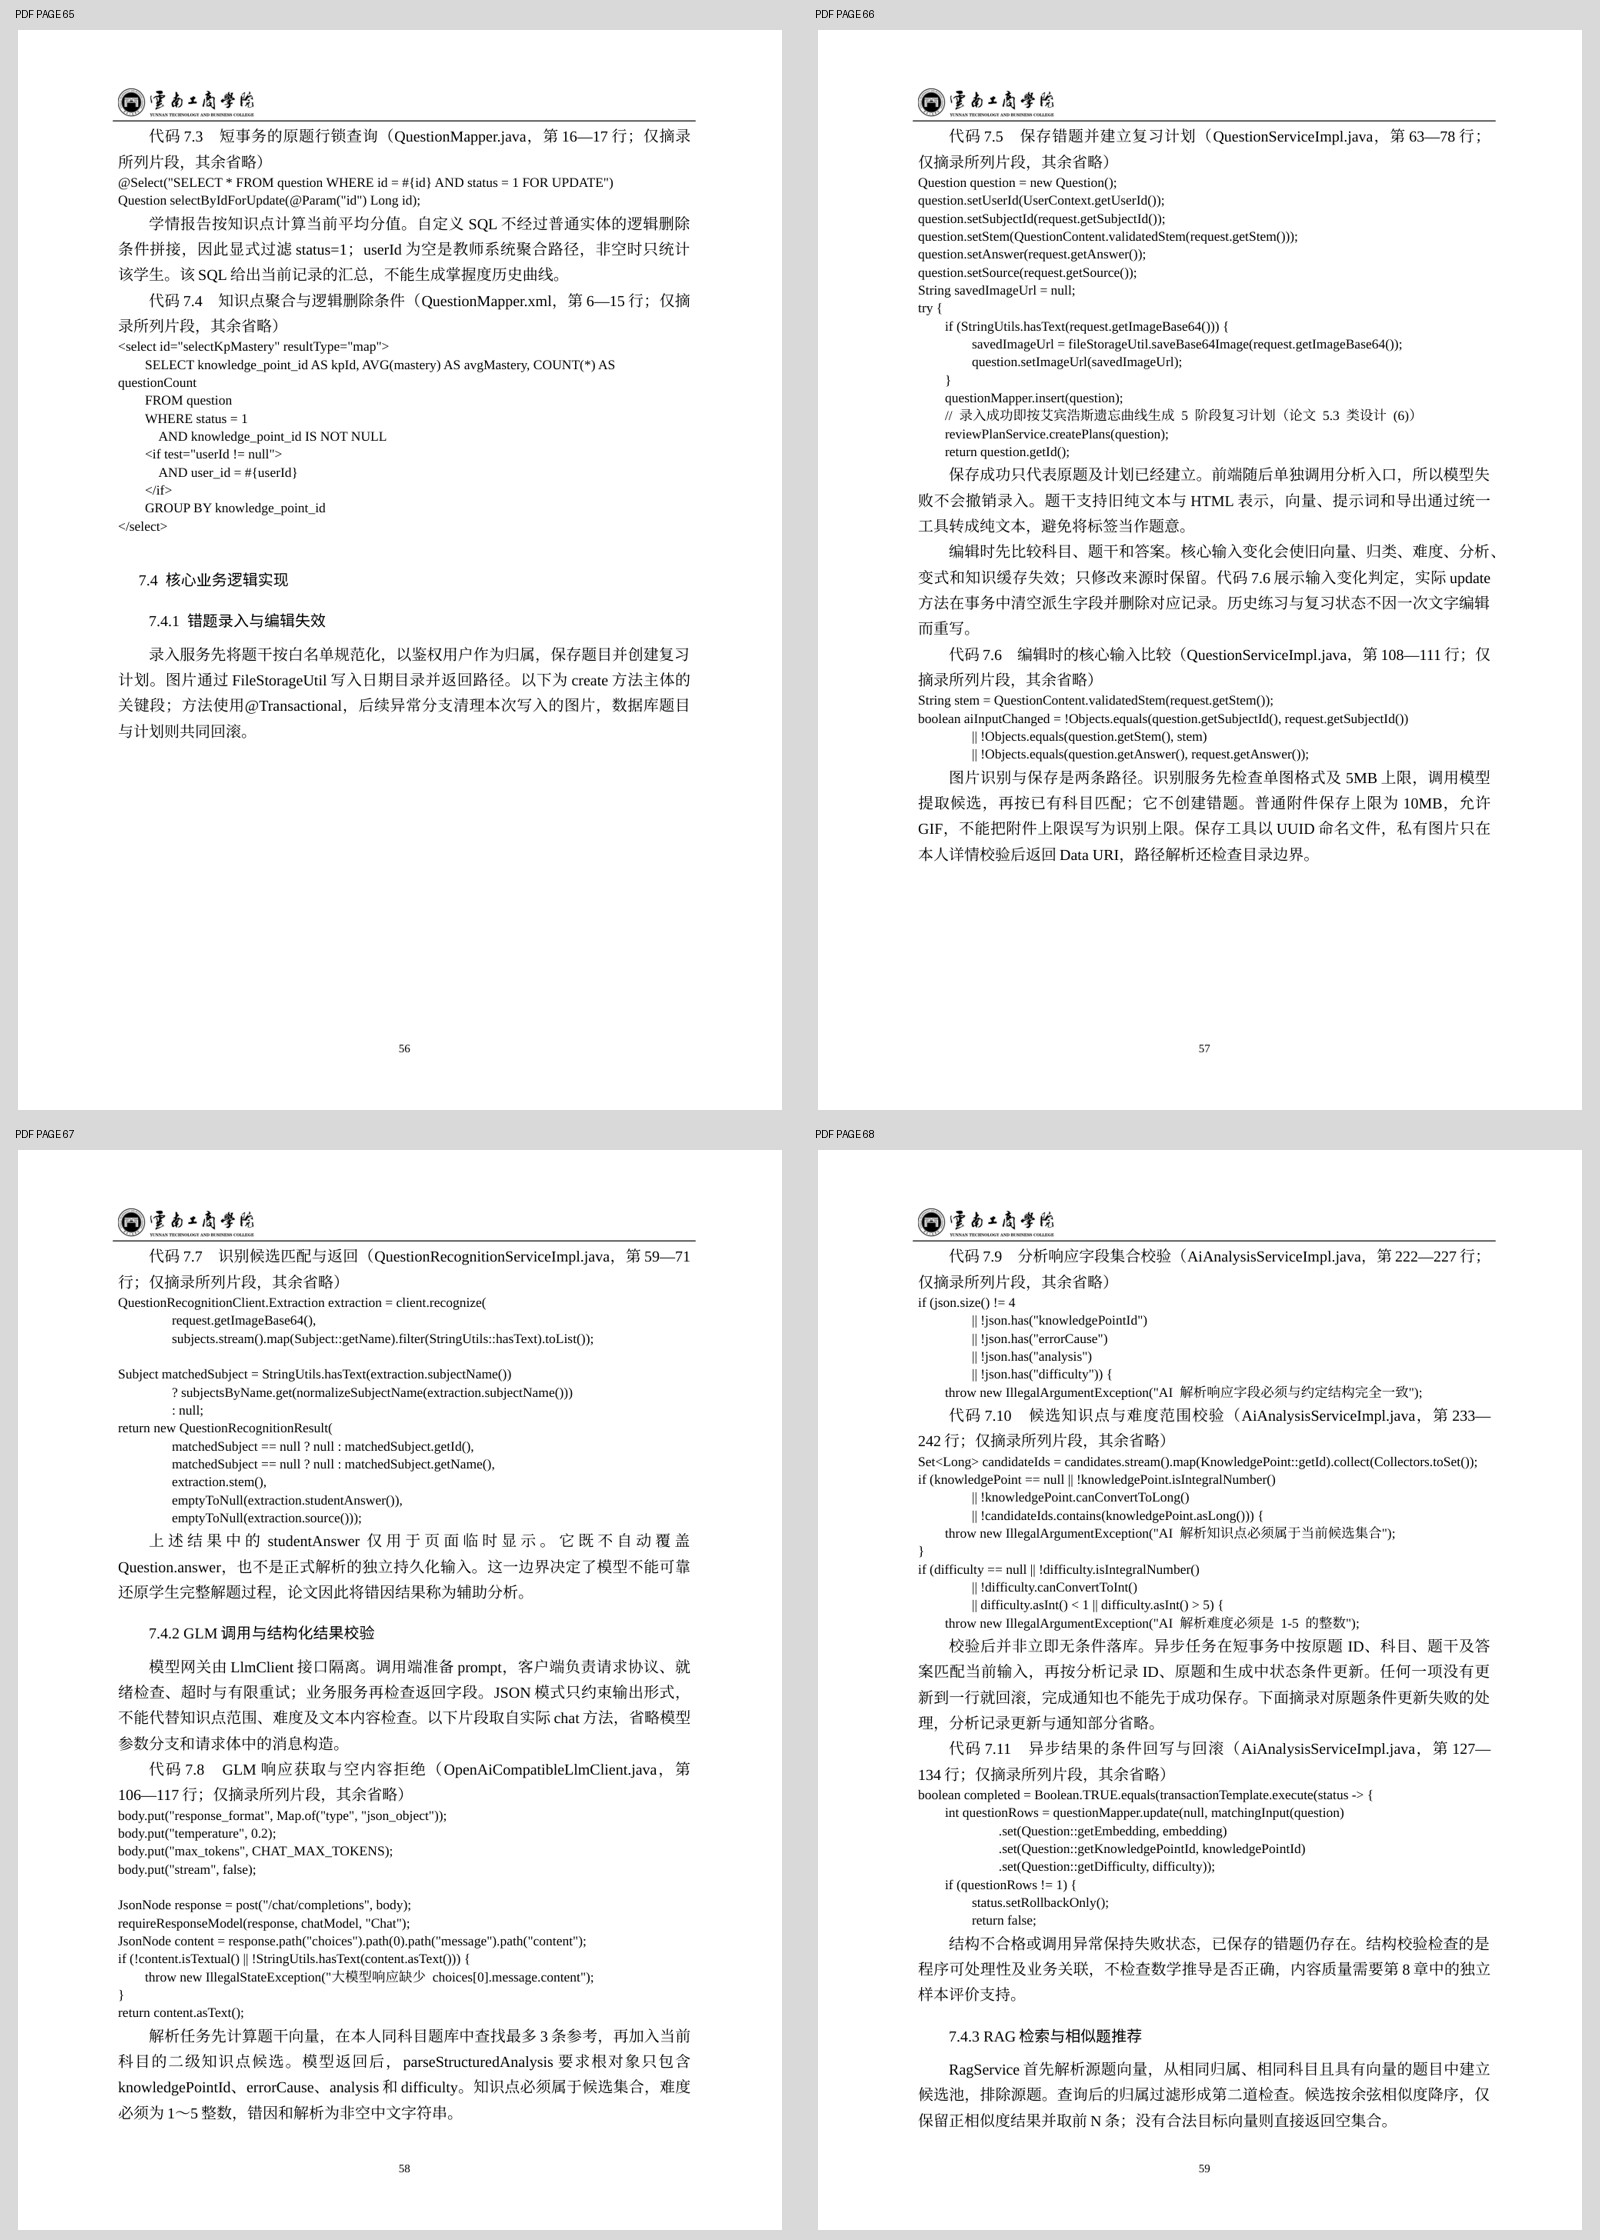 PDF PAGE 65
雲南工商學院
YUNNAN TECHNOLOGY AND BUSINESS COLLEGE
代码 7.3 短事务的原题行锁查询（QuestionMapper.java，第 16—17 行；仅摘录
所列片段，其余省略）
@Select("SELECT * FROM question WHERE id = #{id} AND status = 1 FOR UPDATE")
Question selectByIdForUpdate(@Param("id") Long id);
学情报告按知识点计算当前平均分值。自定义 SQL 不经过普通实体的逻辑删除
条件拼接，因此显式过滤 status=1；userId 为空是教师系统聚合路径，非空时只统计
该学生。该 SQL 给出当前记录的汇总，不能生成掌握度历史曲线。
代码 7.4 知识点聚合与逻辑删除条件（QuestionMapper.xml，第 6—15 行；仅摘
录所列片段，其余省略）
<select id="selectKpMastery" resultType="map">
SELECT knowledge_point_id AS kpId, AVG(mastery) AS avgMastery, COUNT(*) AS
questionCount
FROM question
WHERE status = 1
AND knowledge_point_id IS NOT NULL
<if test="userId != null">
AND user_id = #{userId}
</if>
GROUP BY knowledge_point_id
</select>
7.4 核心业务逻辑实现
7.4.1 错题录入与编辑失效
录入服务先将题干按白名单规范化，以鉴权用户作为归属，保存题目并创建复习
计划。图片通过 FileStorageUtil 写入日期目录并返回路径。以下为 create 方法主体的
关键段；方法使用@Transactional，后续异常分支清理本次写入的图片，数据库题目
与计划则共同回滚。
56
PDF PAGE 66
雲南工商學院
YUNNAN TECHNOLOGY AND BUSINESS COLLEGE
代码 7.5 保存错题并建立复习计划（QuestionServiceImpl.java，第 63—78 行；
仅摘录所列片段，其余省略）
Question question = new Question();
question.setUserId(UserContext.getUserId());
question.setSubjectId(request.getSubjectId());
question.setStem(QuestionContent.validatedStem(request.getStem()));
question.setAnswer(request.getAnswer());
question.setSource(request.getSource());
String savedImageUrl = null;
try {
if (StringUtils.hasText(request.getImageBase64())) {
savedImageUrl = fileStorageUtil.saveBase64Image(request.getImageBase64());
question.setImageUrl(savedImageUrl);
}
questionMapper.insert(question);
// 录入成功即按艾宾浩斯遗忘曲线生成 5 阶段复习计划（论文 5.3 类设计 (6)）
reviewPlanService.createPlans(question);
return question.getId();
保存成功只代表原题及计划已经建立。前端随后单独调用分析入口，所以模型失
败不会撤销录入。题干支持旧纯文本与 HTML 表示，向量、提示词和导出通过统一
工具转成纯文本，避免将标签当作题意。
编辑时先比较科目、题干和答案。核心输入变化会使旧向量、归类、难度、分析、
变式和知识缓存失效；只修改来源时保留。代码 7.6 展示输入变化判定，实际 update
方法在事务中清空派生字段并删除对应记录。历史练习与复习状态不因一次文字编辑
而重写。
代码 7.6 编辑时的核心输入比较（QuestionServiceImpl.java，第 108—111 行；仅
摘录所列片段，其余省略）
String stem = QuestionContent.validatedStem(request.getStem());
boolean aiInputChanged = !Objects.equals(question.getSubjectId(), request.getSubjectId())
|| !Objects.equals(question.getStem(), stem)
|| !Objects.equals(question.getAnswer(), request.getAnswer());
图片识别与保存是两条路径。识别服务先检查单图格式及 5MB 上限，调用模型
提取候选，再按已有科目匹配；它不创建错题。普通附件保存上限为 10MB，允许
GIF，不能把附件上限误写为识别上限。保存工具以 UUID 命名文件，私有图片只在
本人详情校验后返回 Data URI，路径解析还检查目录边界。
57
PDF PAGE 67
雲南工商學院
YUNNAN TECHNOLOGY AND BUSINESS COLLEGE
代码 7.7 识别候选匹配与返回（QuestionRecognitionServiceImpl.java，第 59—71
行；仅摘录所列片段，其余省略）
QuestionRecognitionClient.Extraction extraction = client.recognize(
request.getImageBase64(),
subjects.stream().map(Subject::getName).filter(StringUtils::hasText).toList());
Subject matchedSubject = StringUtils.hasText(extraction.subjectName())
? subjectsByName.get(normalizeSubjectName(extraction.subjectName()))
: null;
return new QuestionRecognitionResult(
matchedSubject == null ? null : matchedSubject.getId(),
matchedSubject == null ? null : matchedSubject.getName(),
extraction.stem(),
emptyToNull(extraction.studentAnswer()),
emptyToNull(extraction.source()));
上述结果中的 studentAnswer 仅用于页面临时显示。它既不自动覆盖
Question.answer，也不是正式解析的独立持久化输入。这一边界决定了模型不能可靠
还原学生完整解题过程，论文因此将错因结果称为辅助分析。
7.4.2 GLM 调用与结构化结果校验
模型网关由 LlmClient 接口隔离。调用端准备 prompt，客户端负责请求协议、就
绪检查、超时与有限重试；业务服务再检查返回字段。JSON 模式只约束输出形式，
不能代替知识点范围、难度及文本内容检查。以下片段取自实际 chat 方法，省略模型
参数分支和请求体中的消息构造。
代码 7.8 GLM 响应获取与空内容拒绝（OpenAiCompatibleLlmClient.java，第
106—117 行；仅摘录所列片段，其余省略）
body.put("response_format", Map.of("type", "json_object"));
body.put("temperature", 0.2);
body.put("max_tokens", CHAT_MAX_TOKENS);
body.put("stream", false);
JsonNode response = post("/chat/completions", body);
requireResponseModel(response, chatModel, "Chat");
JsonNode content = response.path("choices").path(0).path("message").path("content");
if (!content.isTextual() || !StringUtils.hasText(content.asText())) {
throw new IllegalStateException("大模型响应缺少 choices[0].message.content");
}
return content.asText();
解析任务先计算题干向量，在本人同科目题库中查找最多 3 条参考，再加入当前
科目的二级知识点候选。模型返回后，parseStructuredAnalysis 要求根对象只包含
knowledgePointId、errorCause、analysis 和 difficulty。知识点必须属于候选集合，难度
必须为 1～5 整数，错因和解析为非空中文字符串。
58
PDF PAGE 68
雲南工商學院
YUNNAN TECHNOLOGY AND BUSINESS COLLEGE
代码 7.9 分析响应字段集合校验（AiAnalysisServiceImpl.java，第 222—227 行；
仅摘录所列片段，其余省略）
if (json.size() != 4
|| !json.has("knowledgePointId")
|| !json.has("errorCause")
|| !json.has("analysis")
|| !json.has("difficulty")) {
throw new IllegalArgumentException("AI 解析响应字段必须与约定结构完全一致");
代码 7.10 候选知识点与难度范围校验（AiAnalysisServiceImpl.java，第 233—
242 行；仅摘录所列片段，其余省略）
Set<Long> candidateIds = candidates.stream().map(KnowledgePoint::getId).collect(Collectors.toSet());
if (knowledgePoint == null || !knowledgePoint.isIntegralNumber()
|| !knowledgePoint.canConvertToLong()
|| !candidateIds.contains(knowledgePoint.asLong())) {
throw new IllegalArgumentException("AI 解析知识点必须属于当前候选集合");
}
if (difficulty == null || !difficulty.isIntegralNumber()
|| !difficulty.canConvertToInt()
|| difficulty.asInt() < 1 || difficulty.asInt() > 5) {
throw new IllegalArgumentException("AI 解析难度必须是 1-5 的整数");
校验后并非立即无条件落库。异步任务在短事务中按原题 ID、科目、题干及答
案匹配当前输入，再按分析记录 ID、原题和生成中状态条件更新。任何一项没有更
新到一行就回滚，完成通知也不能先于成功保存。下面摘录对原题条件更新失败的处
理，分析记录更新与通知部分省略。
代码 7.11 异步结果的条件回写与回滚（AiAnalysisServiceImpl.java，第 127—
134 行；仅摘录所列片段，其余省略）
boolean completed = Boolean.TRUE.equals(transactionTemplate.execute(status -> {
int questionRows = questionMapper.update(null, matchingInput(question)
.set(Question::getEmbedding, embedding)
.set(Question::getKnowledgePointId, knowledgePointId)
.set(Question::getDifficulty, difficulty));
if (questionRows != 1) {
status.setRollbackOnly();
return false;
结构不合格或调用异常保持失败状态，已保存的错题仍存在。结构校验检查的是
程序可处理性及业务关联，不检查数学推导是否正确，内容质量需要第 8 章中的独立
样本评价支持。
7.4.3 RAG 检索与相似题推荐
RagService 首先解析源题向量，从相同归属、相同科目且具有向量的题目中建立
候选池，排除源题。查询后的归属过滤形成第二道检查。候选按余弦相似度降序，仅
保留正相似度结果并取前 N 条；没有合法目标向量则直接返回空集合。
59